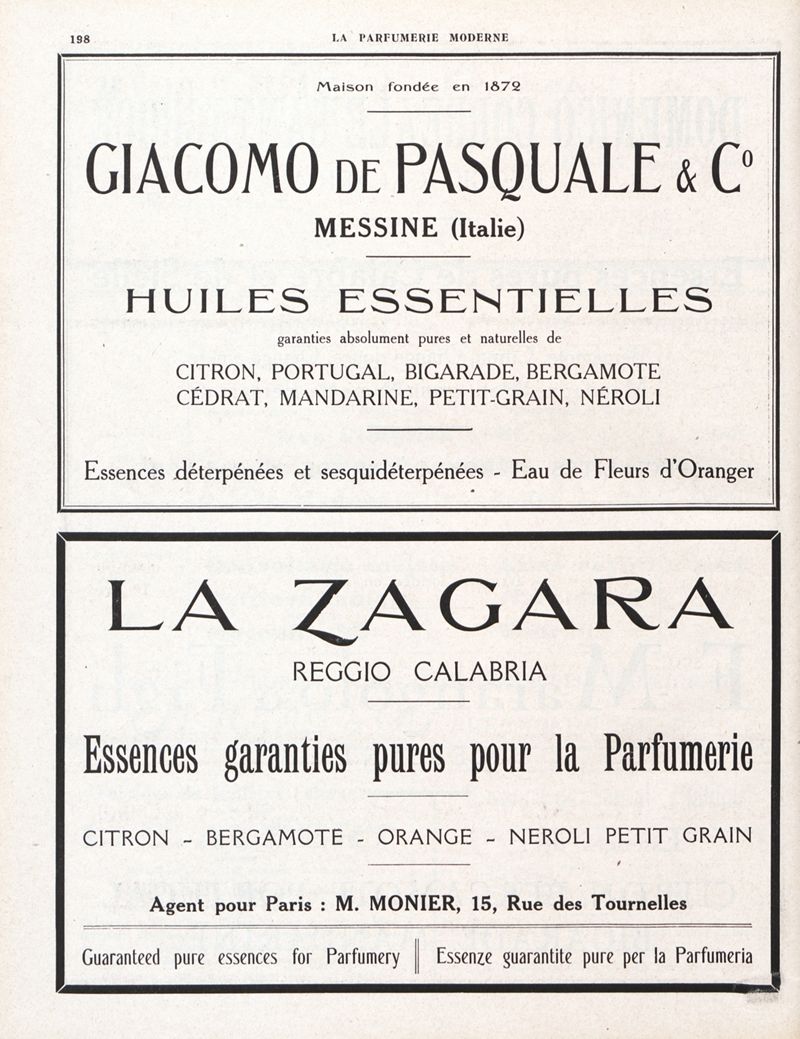 198
LA PARFUMERIE MODERNE
Maison fondée en 1872
GIACOMO DE PASQUALE & Cº
MESSINE (Italie)
HUILES ESSENTIELLES
garanties absolument pures et naturelles de
CITRON, PORTUGAL, BIGARADE, BERGAMOTE
CÉDRAT, MANDARINE, PETIT-GRAIN, NÉROLI
Essences déterpénées et sesquidéterpénées - Eau de Fleurs d'Oranger
LA ZAGARA
REGGIO CALABRIA
Essences garanties pures pour la Parfumerie
CITRON - BERGAMOTE - ORANGE - NEROLI PETIT GRAIN
Agent pour Paris : M. MONIER, 15, Rue des Tournelles
Guaranteed pure essences for Parfumery || Essenze guarantite pure per la Parfumeria